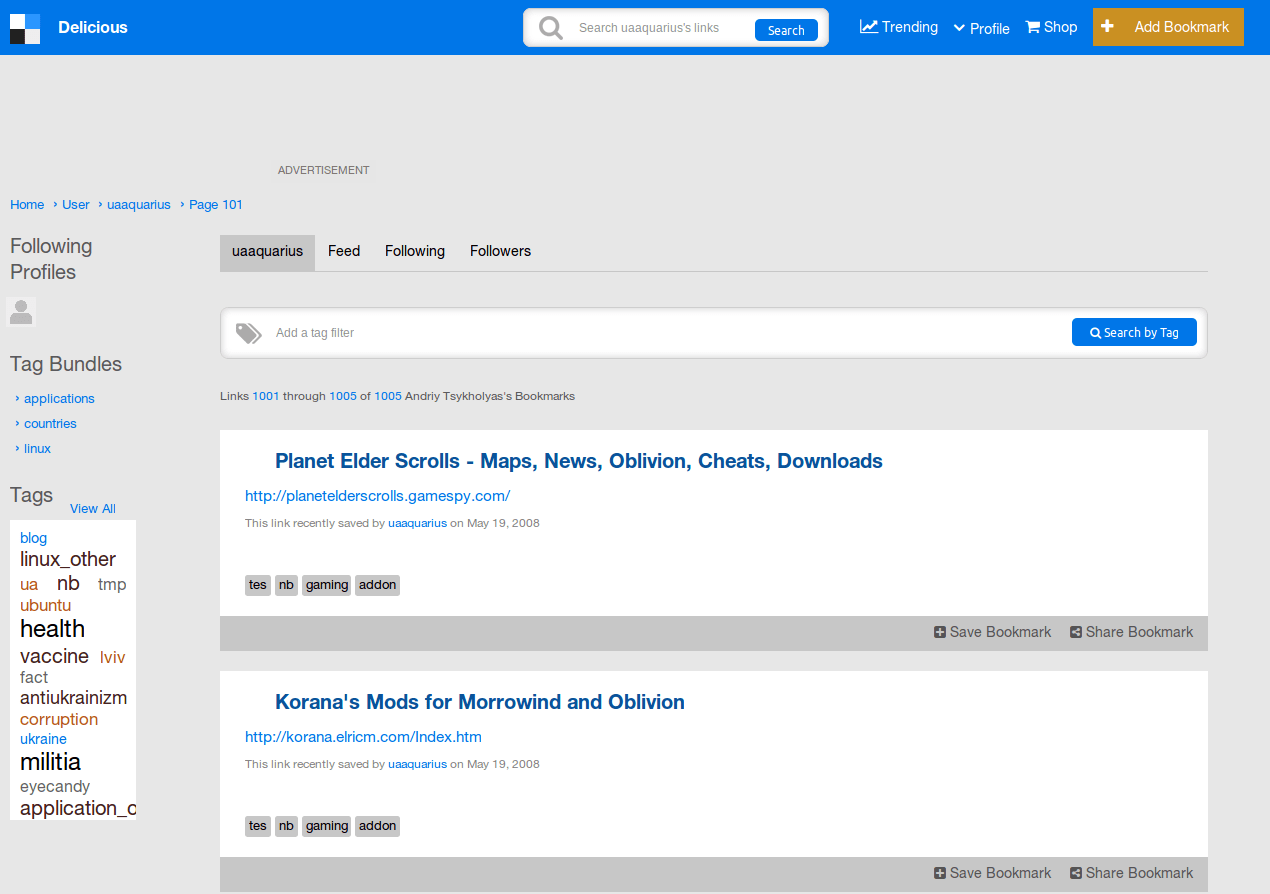 Delicious
Search uaaquarius's links
Search
Trending
Profile
Shop
Add Bookmark
ADVERTISEMENT
Home › User › uaaquarius › Page 101
Following
Profiles
uaaquarius
Feed
Following
Followers
Add a tag filter
Search by Tag
Tag Bundles
› applications
› countries
› linux
Tags
View All
blog
linux_other
ua nb tmp
ubuntu
health
vaccine lviv
fact
antiukrainizm
corruption
ukraine
militia
eyecandy
Links 1001 through 1005 of 1005 Andriy Tsykholyas's Bookmarks
Planet Elder Scrolls - Maps, News, Oblivion, Cheats, Downloads
http://planetelderscrolls.gamespy.com/
This link recently saved by uaaquarius on May 19, 2008
tes nb gaming addon
Save Bookmark Share Bookmark
Korana's Mods for Morrowind and Oblivion
http://korana.elricm.com/Index.htm
This link recently saved by uaaquarius on May 19, 2008
tes nb gaming addon
Save Bookmark Share Bookmark